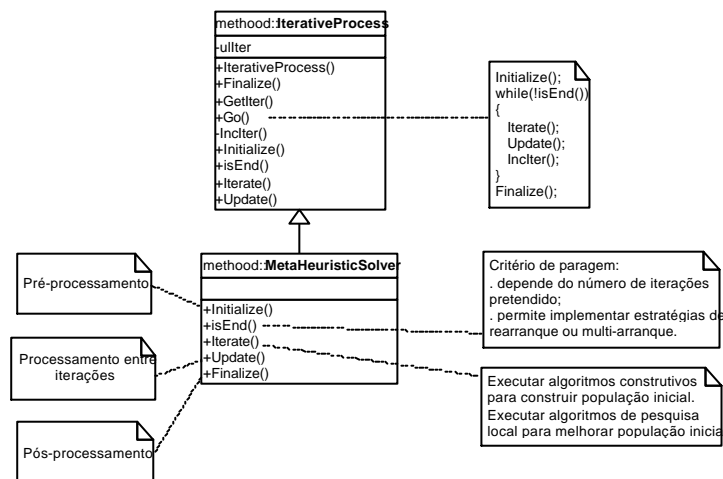 methood::IterativeProcess
-ulIter
+IterativeProcess()
+Finalize()
+GetIter()
+Go()
-IncIter()
+Initialize()
+isEnd()
+Iterate()
+Update()
Initialize();
while(!isEnd())
{
Iterate();
Update();
IncIter();
}
Finalize();
methood::MetaHeuristicSolver
+Initialize()
+isEnd()
+Iterate()
+Update()
+Finalize()
Pré-processamento
Processamento entre
iterações
Pós-processamento
Critério de paragem:
. depende do número de iterações
pretendido;
. permite implementar estratégias de
rearranque ou multi-arranque.
Executar algoritmos construtivos
para construir população inicial.
Executar algoritmos de pesquisa
local para melhorar população inicia